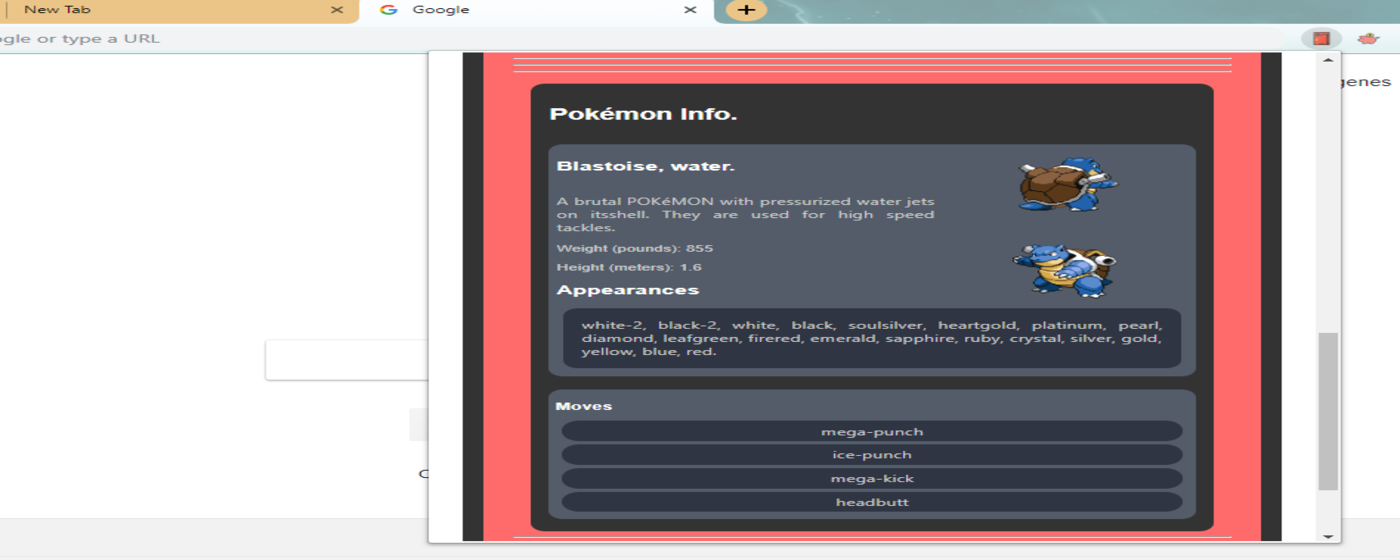 New Tab
Google
ogle or type a URL
Pokémon Info.
Blastoise, water.
A brutal POKéMON with pressurized water jets
on itsshell. They are used for high speed
tackles.
Weight (pounds): 855
Height (meters): 1.6
Appearances
white-2, black-2, white, black, soulsilver, heartgold, platinum, pearl,
diamond, leafgreen, firered, emerald, sapphire, ruby, crystal, silver, gold,
yellow, blue, red.
Moves
mega-punch
ice-punch
mega-kick
headbutt